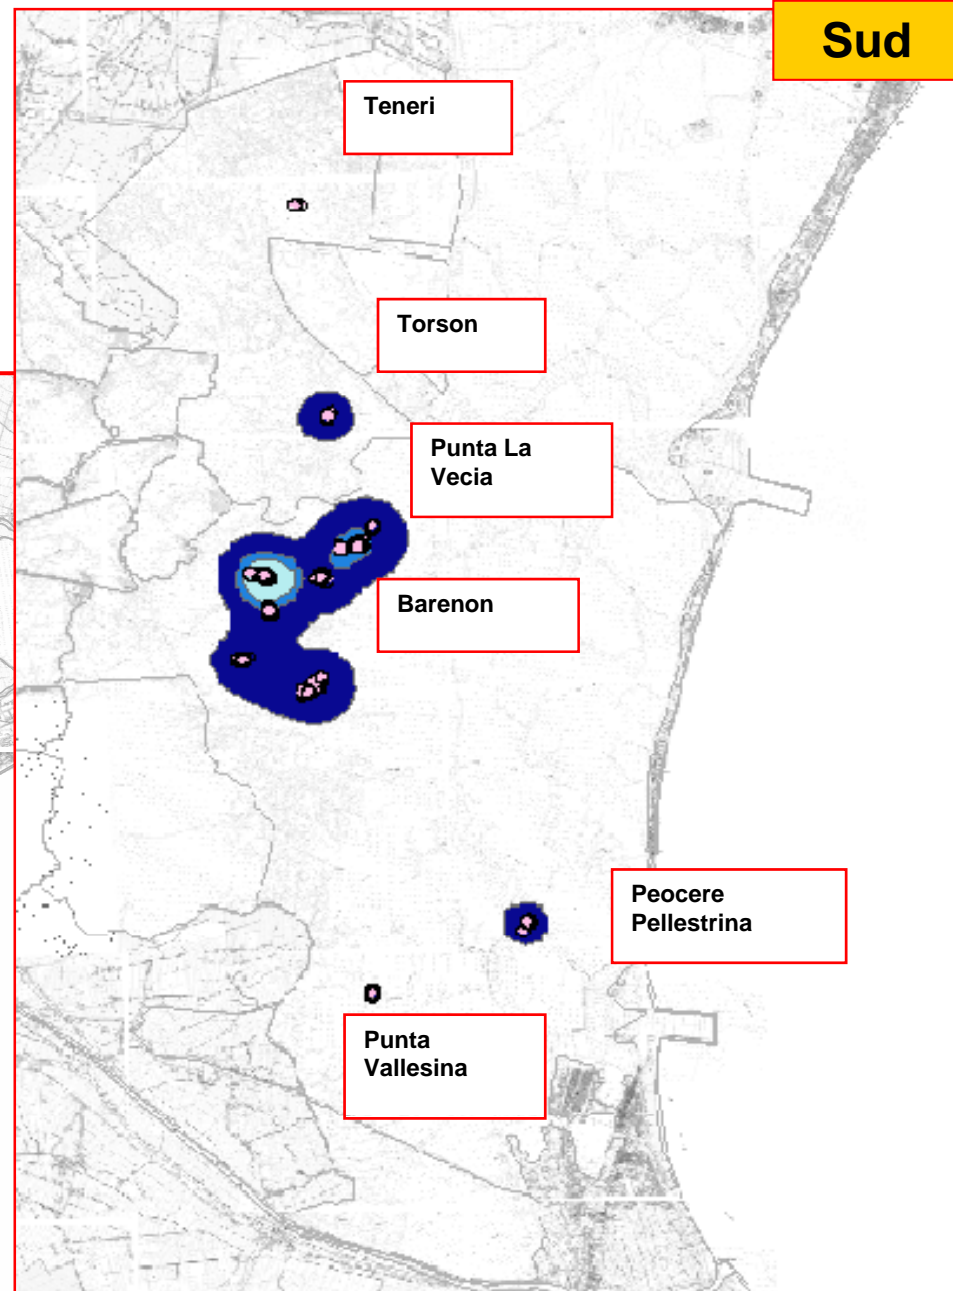 Sud
Teneri
Torson
Punta La
Vecia
Barenon
Peocere
Pellestrina
Punta
Vallesina